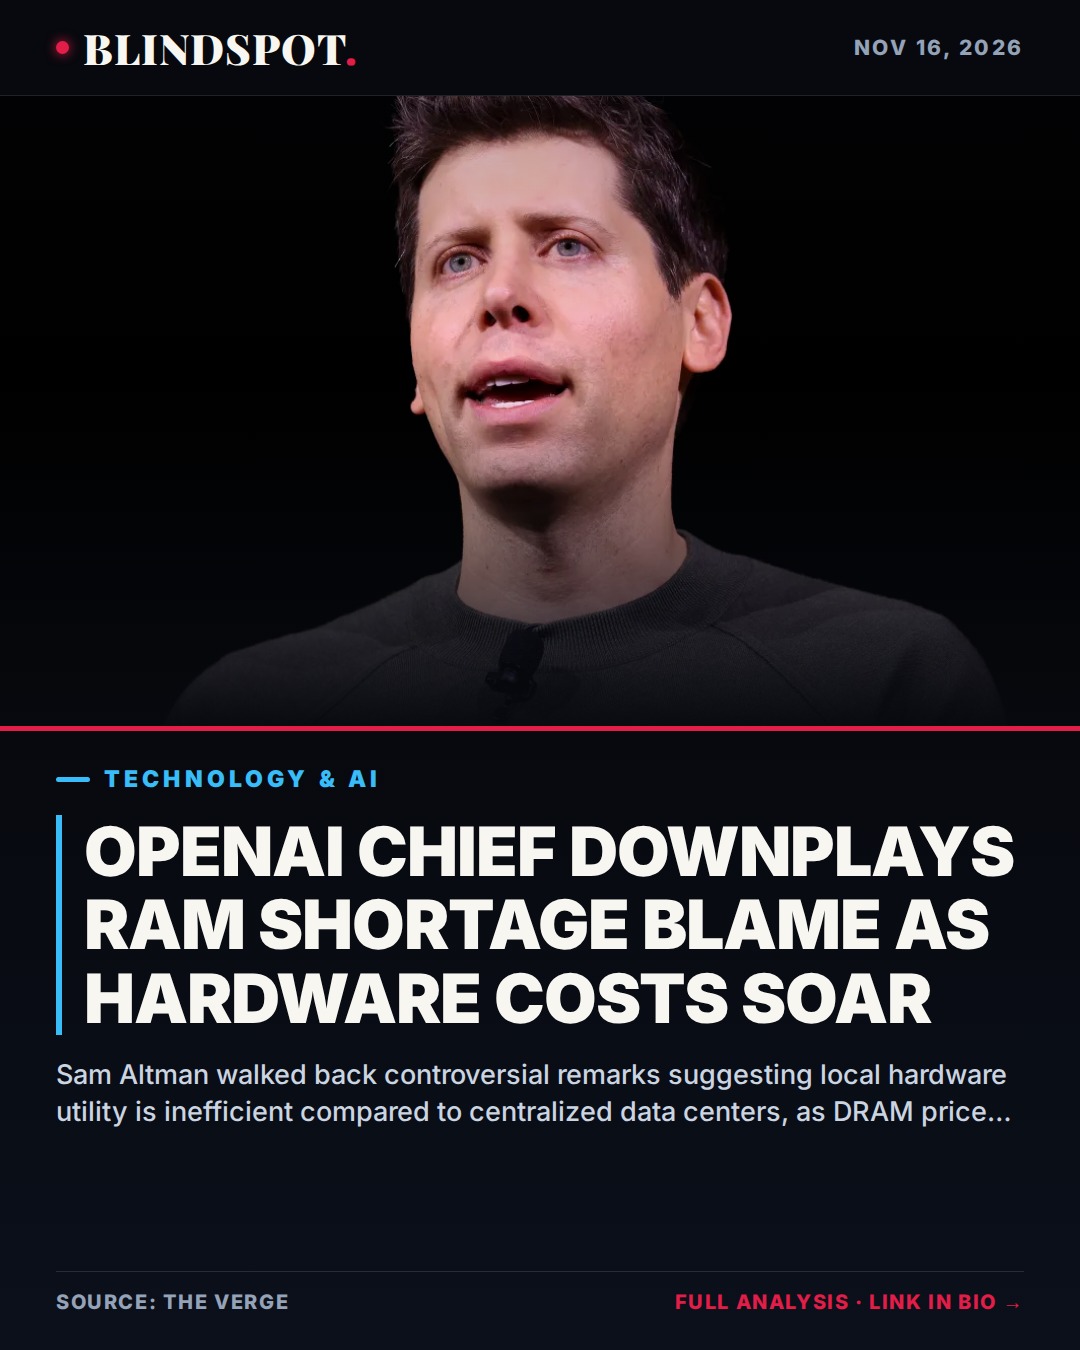 BLINDSPOT.
NOV 16, 2026
TECHNOLOGY & AI
OPENAI CHIEF DOWNPLAYS
RAM SHORTAGE BLAME AS
HARDWARE COSTS SOAR
Sam Altman walked back controversial remarks suggesting local hardware
utility is inefficient compared to centralized data centers, as DRAM price...
SOURCE: THE VERGE
FULL ANALYSIS · LINK IN BIO →